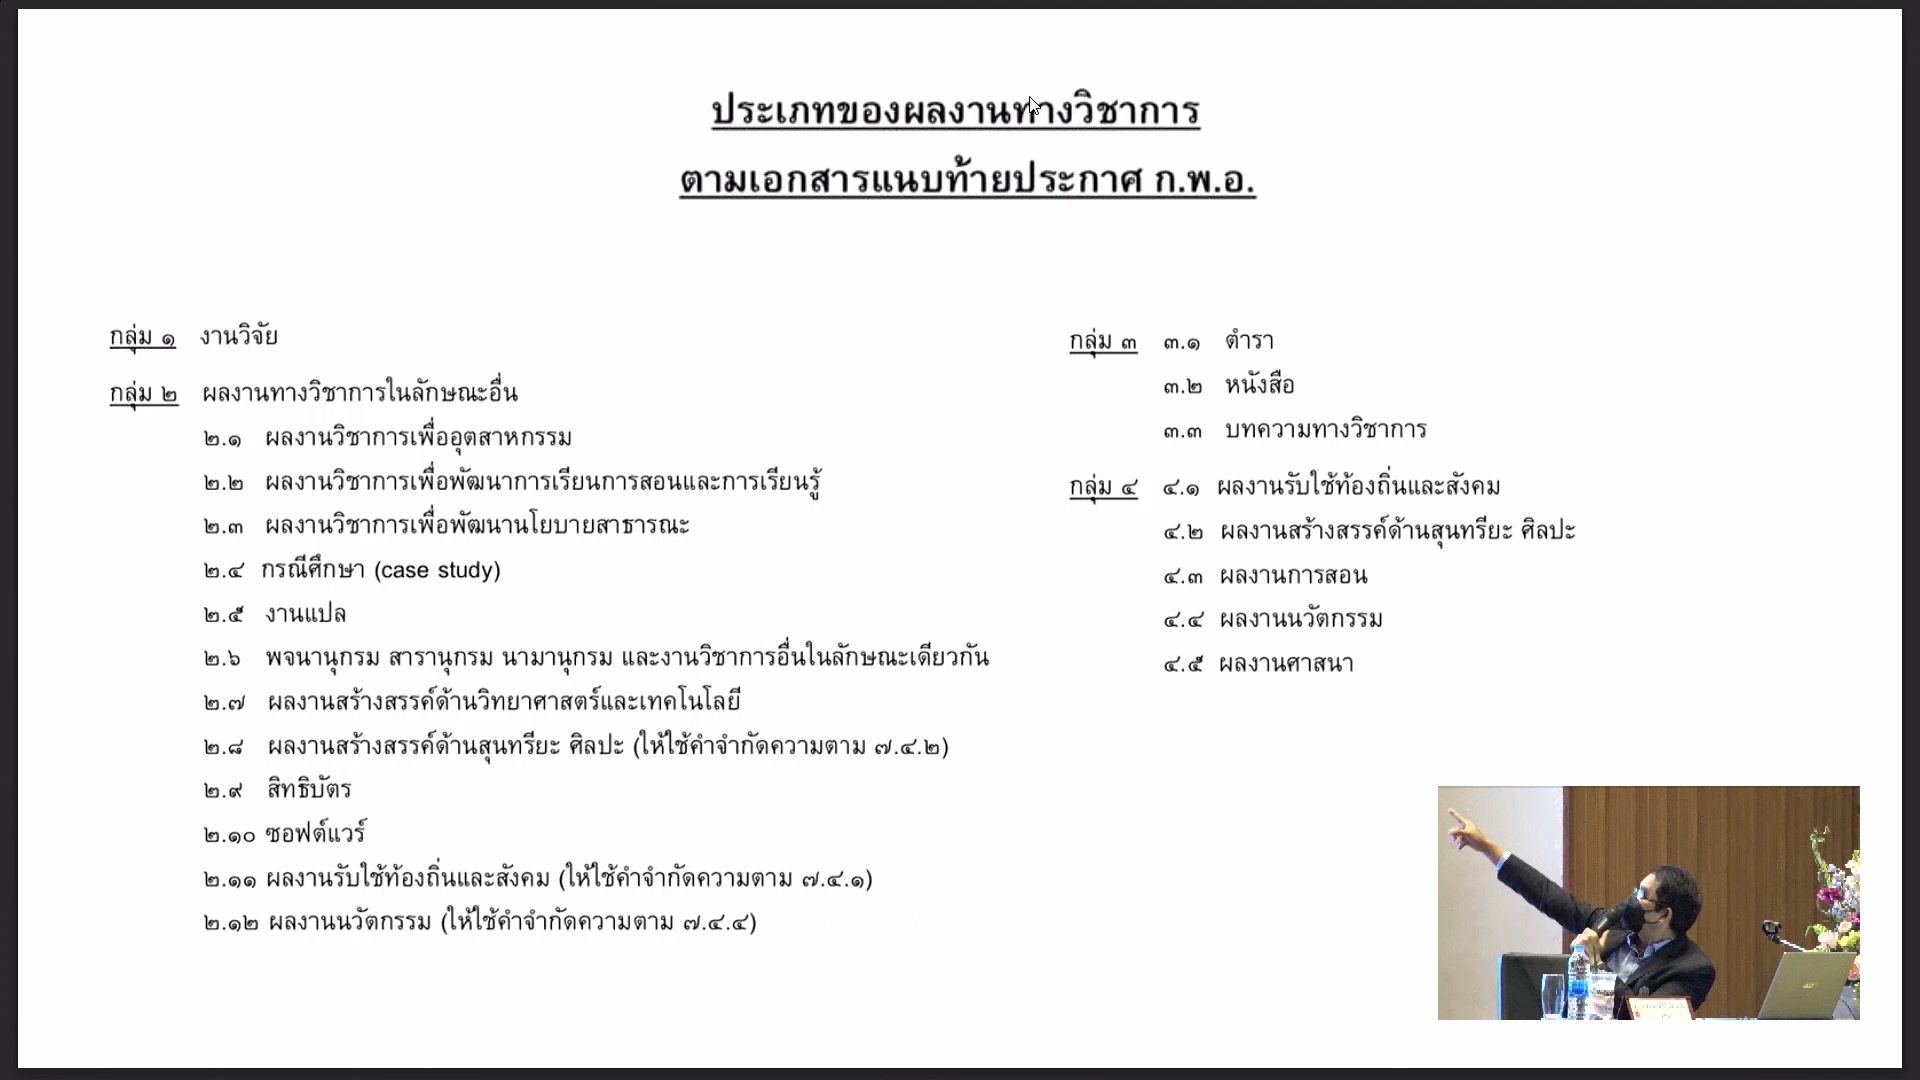 ประเภทของผลงานทางวิชาการ
ตามเอกสารแนบท้ายประกาศ ก.พ.อ.
กลุ่ม ๑ งานวิจัย
กลุ่ม ๒ ผลงานทางวิชาการในลักษณะอื่น
๒.๑ ผลงานวิชาการเพื่ออุตสาหกรรม
๒.๒ ผลงานวิชาการเพื่อพัฒนาการเรียนการสอนและการเรียนรู้
๒.๓ ผลงานวิชาการเพื่อพัฒนานโยบายสาธารณะ
๒.๔ กรณีศึกษา (case study)
๒.๕ งานแปล
๒.๖ พจนานุกรม สารานุกรม นามานุกรม และงานวิชาการอื่นในลักษณะเดียวกัน
๒.๗ ผลงานสร้างสรรค์ด้านวิทยาศาสตร์และเทคโนโลยี
๒.๘ ผลงานสร้างสรรค์ด้านสุนทรียะ ศิลปะ (ให้ใช้คำจำกัดความตาม ๗.๔.๒)
๒.๙ สิทธิบัตร
๒.๑๐ ซอฟต์แวร์
๒.๑๑ ผลงานรับใช้ท้องถิ่นและสังคม (ให้ใช้คำจำกัดความตาม ๗.๔.๑)
๒.๑๒ ผลงานนวัตกรรม (ให้ใช้คำจำกัดความตาม ๗.๔.๔)
กลุ่ม ๓ ๓.๑ ตำรา
๓.๒ หนังสือ
๓.๓ บทความทางวิชาการ
กลุ่ม ๔ ๔.๑ ผลงานรับใช้ท้องถิ่นและสังคม
๔.๒ ผลงานสร้างสรรค์ด้านสุนทรียะ ศิลปะ
๔.๓ ผลงานการสอน
๔.๔ ผลงานนวัตกรรม
๔.๕ ผลงานศาสนา